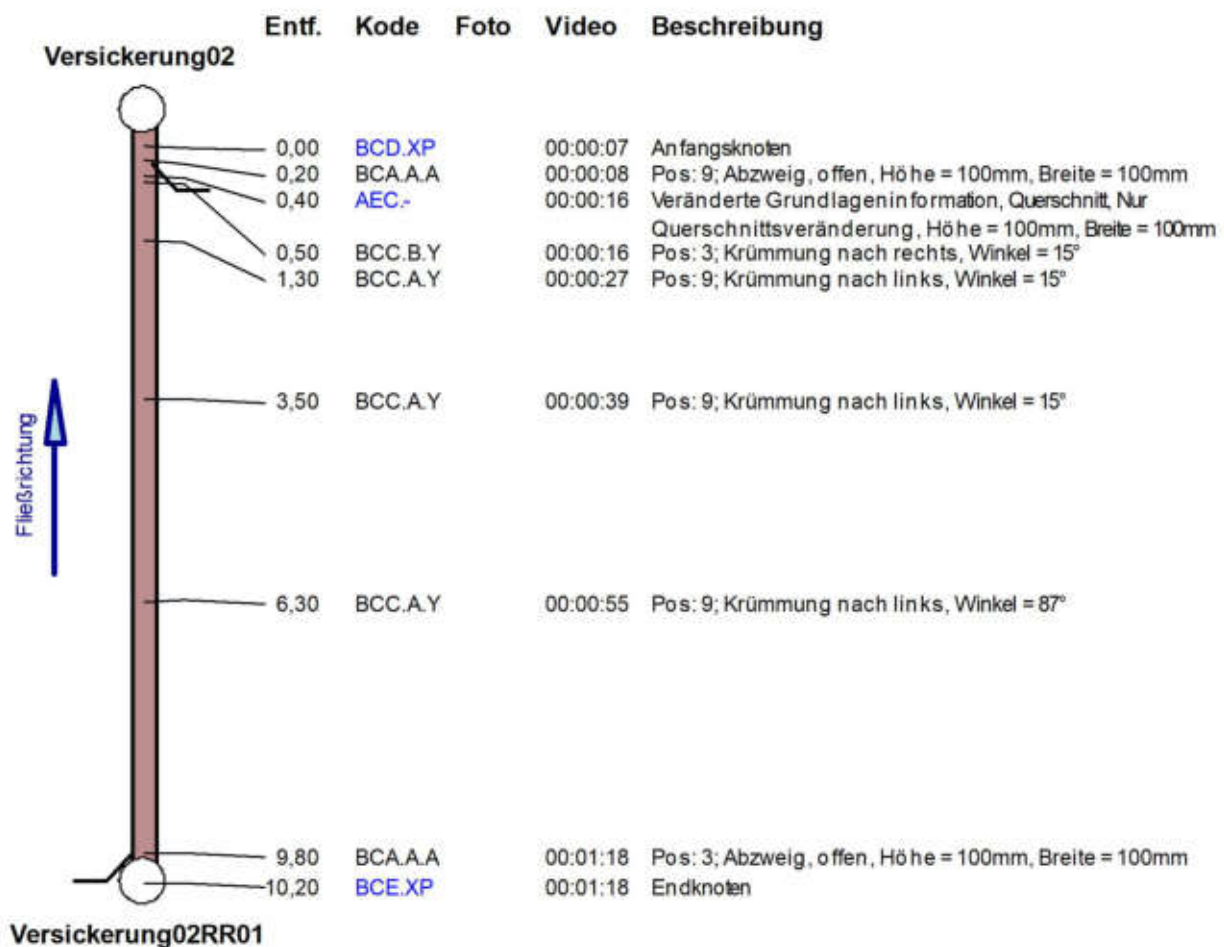 Entf. Kode Foto Video Beschreibung
Versickerung02
0,00 BCD.XP 00:00:07 Anfangsknoten
0,20 BCA.A.A 00:00:08 Pos: 9; Abzweig, offen, Höhe = 100mm, Breite = 100mm
0,40 AEC.- 00:00:16 Veränderte Grundlageninformation, Querschnitt, Nur
Querschnittsveränderung, Höhe = 100mm, Breite = 100mm
0,50 BCC.B.Y 00:00:16 Pos: 3; Krümmung nach rechts, Winkel = 15°
1,30 BCC.A.Y 00:00:27 Pos: 9; Krümmung nach links, Winkel = 15°
3,50 BCC.A.Y 00:00:39 Pos: 9; Krümmung nach links, Winkel = 15°
Fließrichtung
6,30 BCC.A.Y 00:00:55 Pos: 9; Krümmung nach links, Winkel = 87°
9,80 BCA.A.A 00:01:18 Pos: 3; Abzweig, offen, Höhe = 100mm, Breite = 100mm
10,20 BCE.XP 00:01:18 Endknoten
Versickerung02RR01